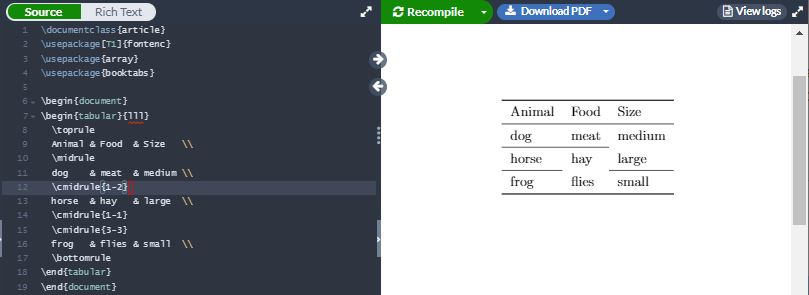 Source Rich Text
Recompile Download PDF View logs
1 \documentclass{article}
2 \usepackage[T1]{fontenc}
3 \usepackage{array}
4 \usepackage{booktabs}
5
6 \begin{document}
7 \begin{tabular}{lll}
8 \toprule
9 Animal & Food & Size \\
10 \midrule
11 dog & meat & medium \\
12 \cmidrule{1-2}
13 horse & hay & large \\
14 \cmidrule{1-1}
15 \cmidrule{3-3}
16 frog & flies & small \\
17 \bottomrule
18 \end{tabular}
19 \end{document}
Animal Food Size
dog meat medium
horse hay large
frog flies small